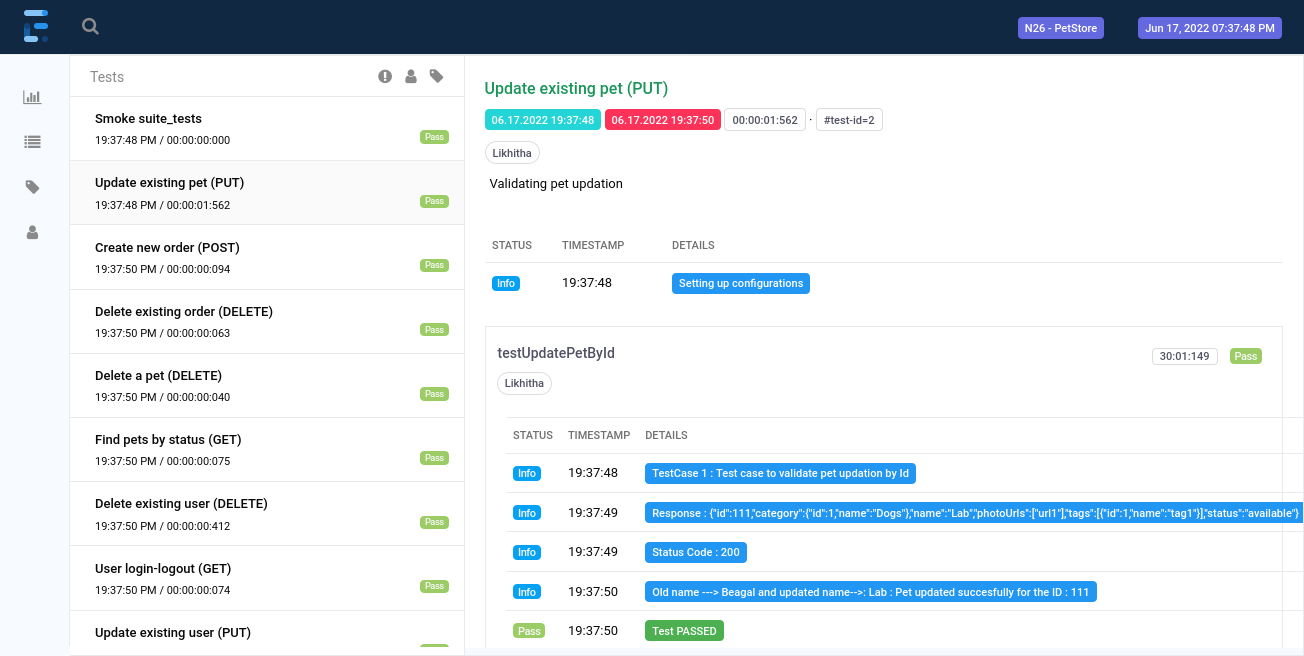 N26 - PetStore
Jun 17, 2022 07:37:48 PM
Tests
Smoke suite_tests
19:37:48 PM / 00:00:00:000
Pass
Update existing pet (PUT)
19:37:48 PM / 00:00:01:562
Pass
Create new order (POST)
19:37:50 PM / 00:00:00:094
Pass
Delete existing order (DELETE)
19:37:50 PM / 00:00:00:063
Pass
Delete a pet (DELETE)
19:37:50 PM / 00:00:00:040
Pass
Find pets by status (GET)
19:37:50 PM / 00:00:00:075
Pass
Delete existing user (DELETE)
19:37:50 PM / 00:00:00:412
Pass
User login-logout (GET)
19:37:50 PM / 00:00:00:074
Pass
Update existing user (PUT)
Update existing pet (PUT)
06.17.2022 19:37:48 06.17.2022 19:37:50 00:00:01:562 · #test-id=2
Likhitha
Validating pet updation
STATUS TIMESTAMP DETAILS
Info 19:37:48 Setting up configurations
testUpdatePetById
30:01:149 Pass
Likhitha
STATUS TIMESTAMP DETAILS
Info 19:37:48 TestCase 1 : Test case to validate pet updation by Id
Info 19:37:49 Response : {"id":111,"category":{"id":1,"name":"Dogs"},"name":"Lab","photoUrls":["url1"],"tags":[{"id":1,"name":"tag1"}],"status":"available"}
Info 19:37:49 Status Code : 200
Info 19:37:50 Old name ---> Beagal and updated name-->: Lab : Pet updated succesfully for the ID : 111
Pass 19:37:50 Test PASSED